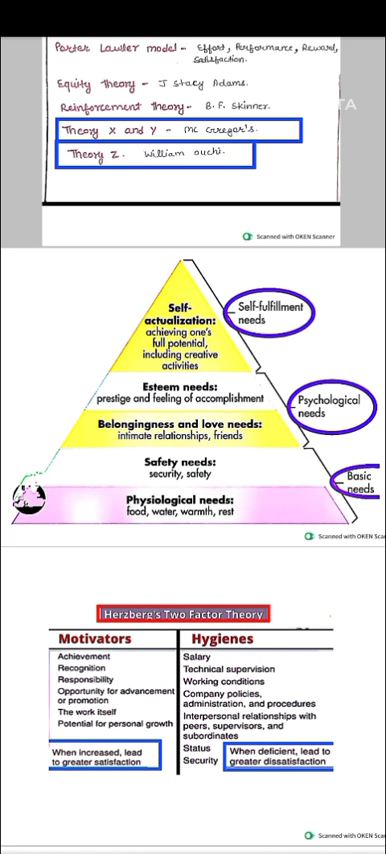 Porter Lawler model - Effort, Performance, Reward,
Satisfaction.
Equity Theory - J Stacy Adams.
Reinforcement theory - B. F. Skinner.
TA
Theory X and Y - Mc Gregor's.
Theory Z. William ouchi.
Scanned with OKEN Scanner
Self-
actualization:
achieving one's
full potential,
including creative
activities
Self-fulfillment
needs
Esteem needs:
prestige and feeling of accomplishment
Psychological
needs
Belongingness and love needs:
intimate relationships, friends
Safety needs:
security, safety
Basic
needs
Physiological needs:
food, water, warmth, rest
Scanned with OKEN Scan
Herzberg's Two Factor Theory
Motivators
Achievement
Recognition
Responsibility
Opportunity for advancement
or promotion
The work itself
Potential for personal growth
When increased, lead
to greater satisfaction
Hygienes
Salary
Technical supervision
Working conditions
Company policies,
administration, and procedures
Interpersonal relationships with
peers, supervisors, and
subordinates
Status
Security
When deficient, lead to
greater dissatisfaction
Scanned with OKEN Scan